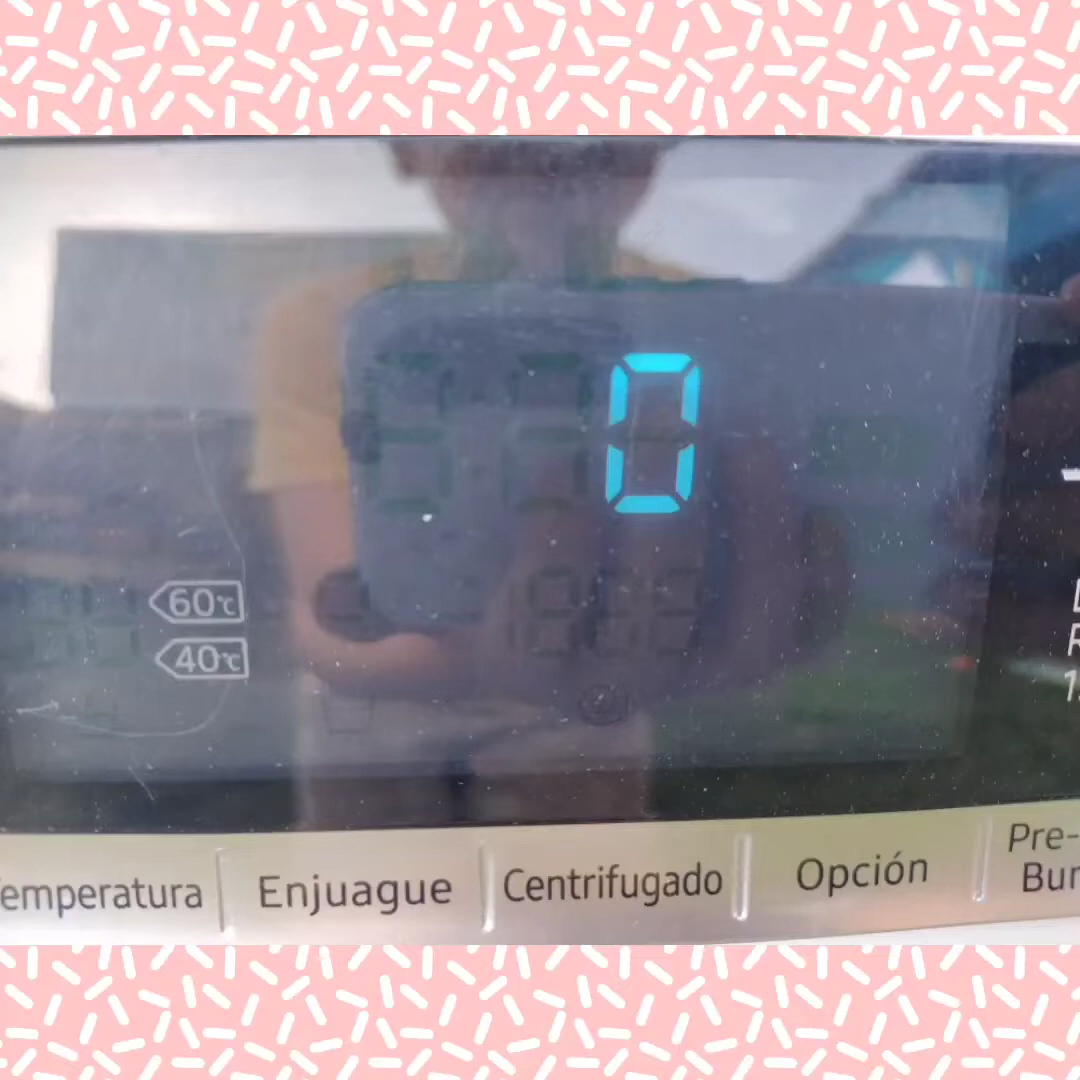 0
60℃
40℃
Temperatura
Enjuague
Centrifugado
Opción
Pre-